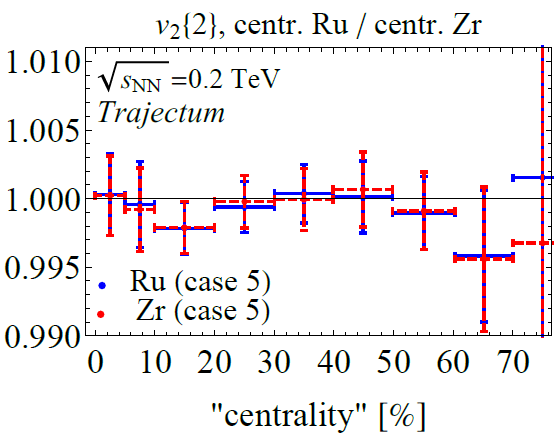 v₂{2}, centr. Ru / centr. Zr
1.010
1.005
1.000
0.995
0.990
√sNN =0.2 TeV
Trajectum
Ru (case 5)
Zr (case 5)
0 10 20 30 40 50 60 70
"centrality" [%]